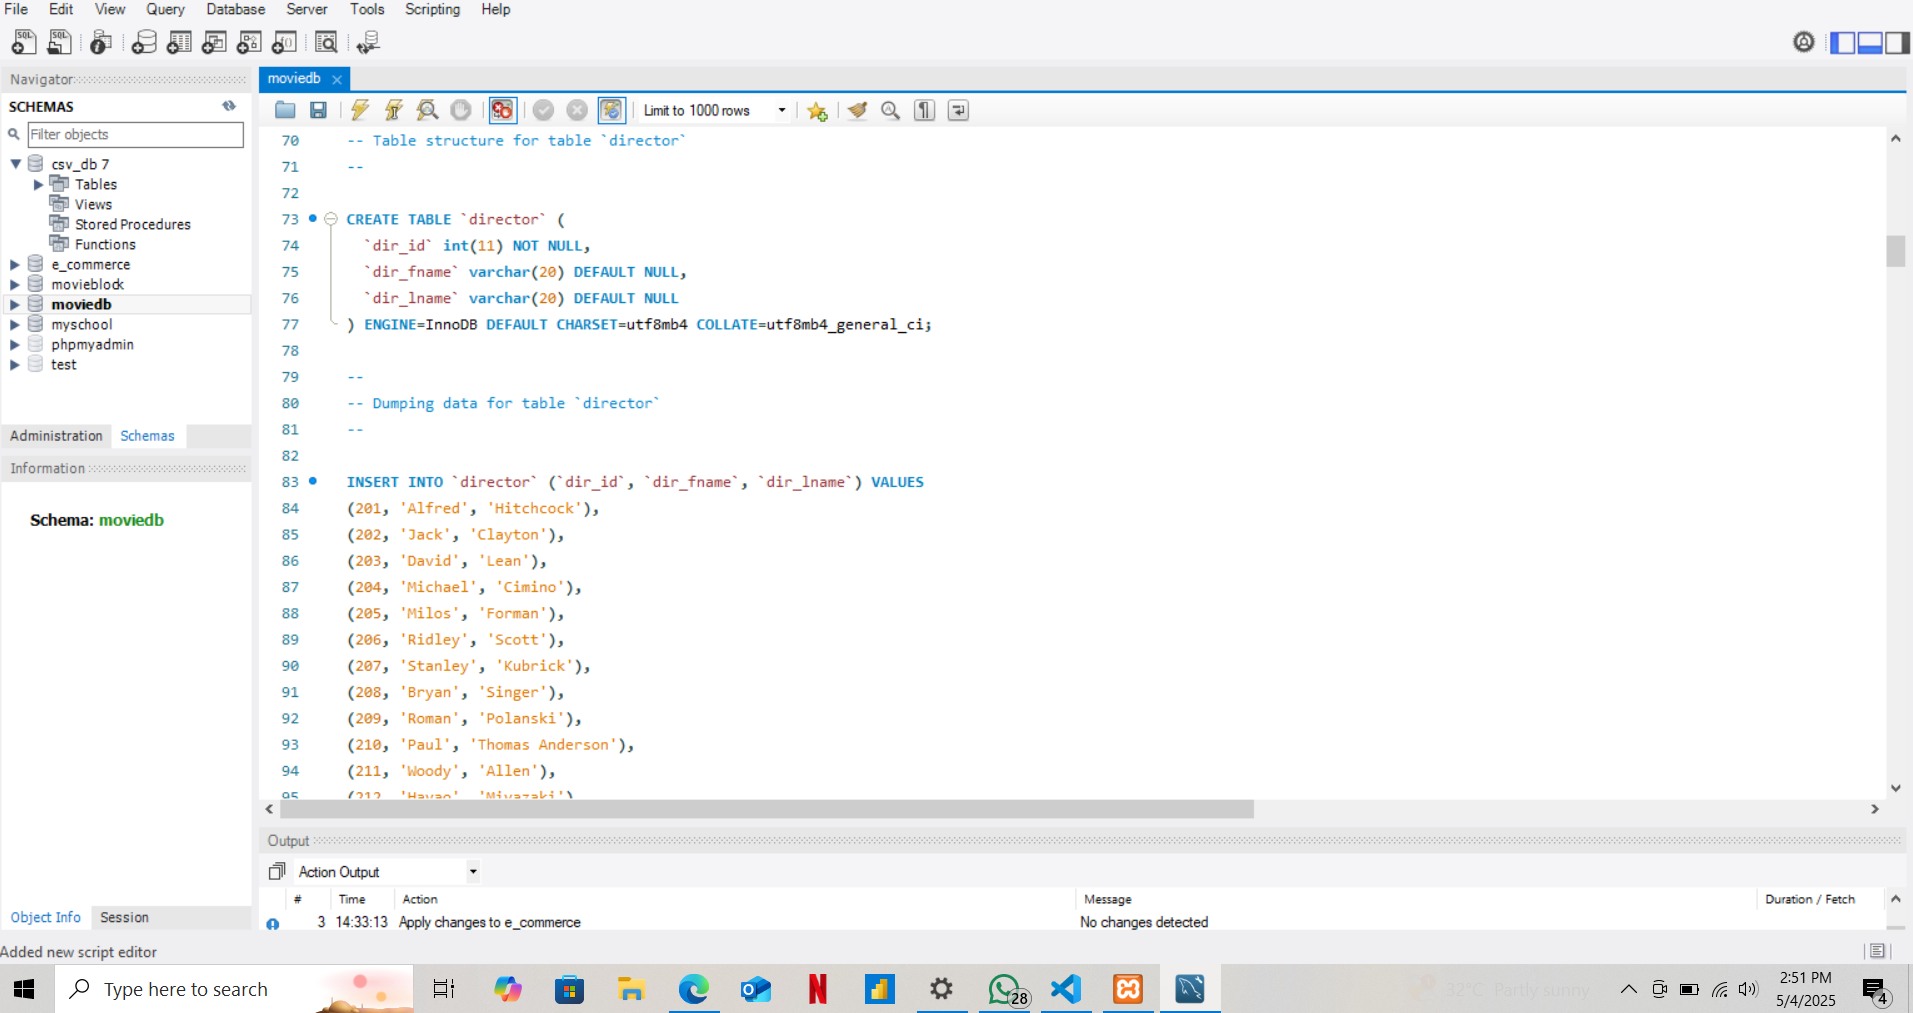 File Edit View Query Database Server Tools Scripting Help
Navigator
SCHEMAS
Filter objects
csv_db 7
Tables
Views
Stored Procedures
Functions
e_commerce
movieblock
moviedb
myschool
phpmyadmin
test
Administration Schemas
Information
Schema: moviedb
Object Info Session
moviedb
Limit to 1000 rows
70 -- Table structure for table `director`
71 --
72
73 CREATE TABLE `director` (
74 `dir_id` int(11) NOT NULL,
75 `dir_fname` varchar(20) DEFAULT NULL,
76 `dir_lname` varchar(20) DEFAULT NULL
77 ) ENGINE=InnoDB DEFAULT CHARSET=utf8mb4 COLLATE=utf8mb4_general_ci;
78
79 --
80 -- Dumping data for table `director`
81 --
82
83 INSERT INTO `director` (`dir_id`, `dir_fname`, `dir_lname`) VALUES
84 (201, 'Alfred', 'Hitchcock'),
85 (202, 'Jack', 'Clayton'),
86 (203, 'David', 'Lean'),
87 (204, 'Michael', 'Cimino'),
88 (205, 'Milos', 'Forman'),
89 (206, 'Ridley', 'Scott'),
90 (207, 'Stanley', 'Kubrick'),
91 (208, 'Bryan', 'Singer'),
92 (209, 'Roman', 'Polanski'),
93 (210, 'Paul', 'Thomas Anderson'),
94 (211, 'Woody', 'Allen'),
95 (212, 'Hayao', 'Miyazaki')
Output
Action Output
# Time Action Message Duration / Fetch
3 14:33:13 Apply changes to e_commerce No changes detected
Added new script editor
Type here to search
28
32°C Partly sunny
2:51 PM
5/4/2025
4